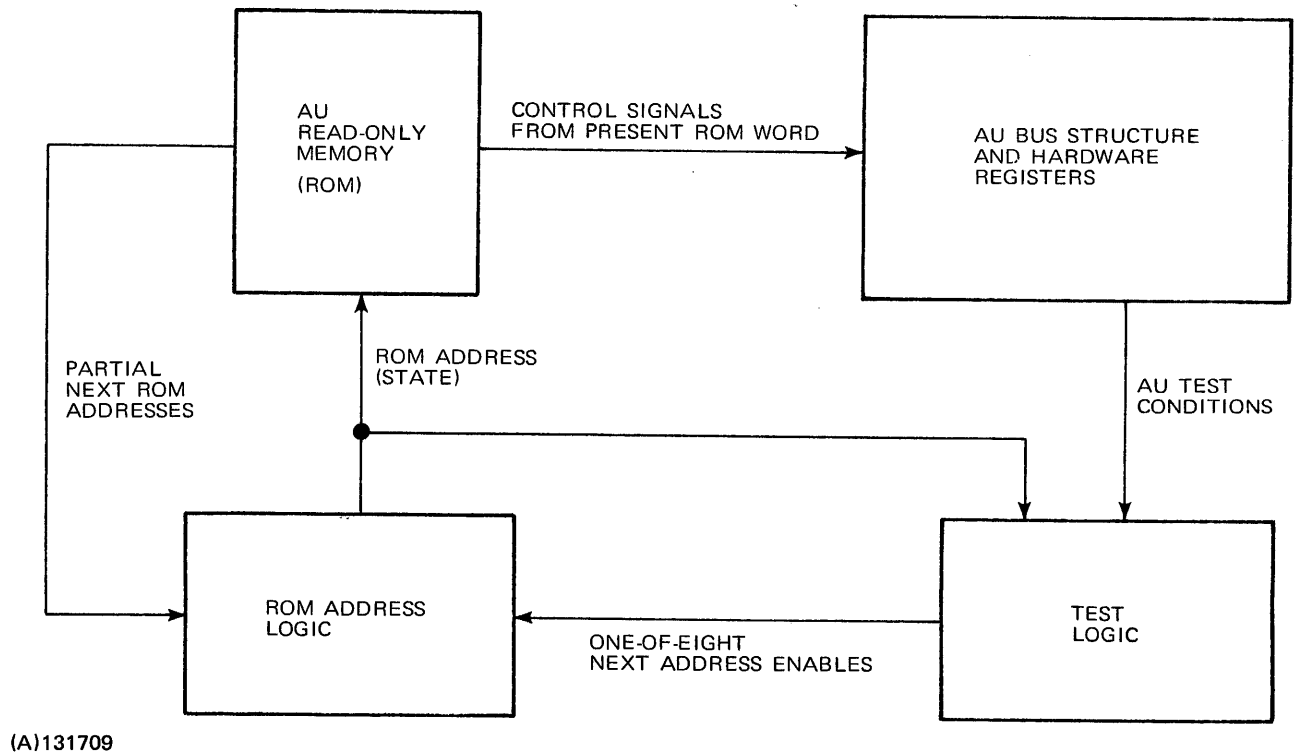 AU
READ-ONLY
MEMORY
(ROM)
CONTROL SIGNALS
FROM PRESENT ROM WORD
AU BUS STRUCTURE
AND HARDWARE
REGISTERS
PARTIAL
NEXT ROM
ADDRESSES
ROM ADDRESS
(STATE)
AU TEST
CONDITIONS
ROM ADDRESS
LOGIC
ONE-OF-EIGHT
NEXT ADDRESS ENABLES
TEST
LOGIC
(A)131709